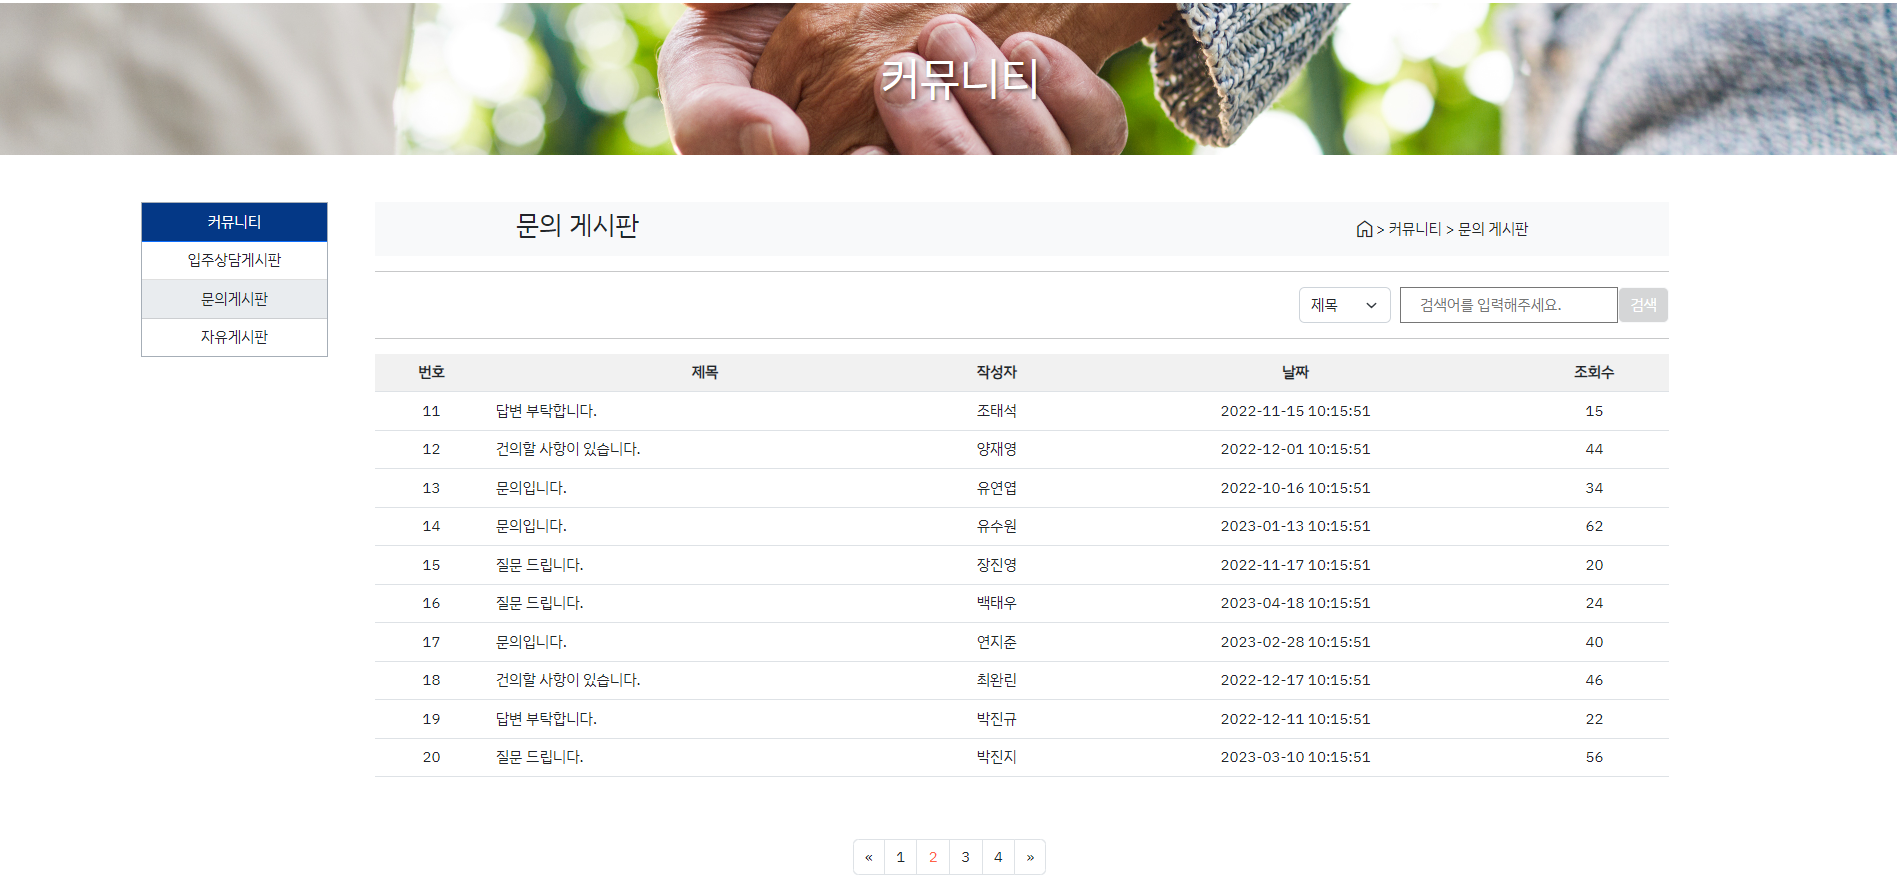 커뮤니티
커뮤니티
입주상담게시판
문의게시판
자유게시판
문의 게시판
> 커뮤니티 > 문의 게시판
제목 검색어를 입력해주세요. 검색
번호 제목 작성자 날짜 조회수
11 답변 부탁합니다. 조태석 2022-11-15 10:15:51 15
12 건의할 사항이 있습니다. 양재영 2022-12-01 10:15:51 44
13 문의입니다. 유연엽 2022-10-16 10:15:51 34
14 문의입니다. 유수원 2023-01-13 10:15:51 62
15 질문 드립니다. 장진영 2022-11-17 10:15:51 20
16 질문 드립니다. 백태우 2023-04-18 10:15:51 24
17 문의입니다. 연지준 2023-02-28 10:15:51 40
18 건의할 사항이 있습니다. 최완린 2022-12-17 10:15:51 46
19 답변 부탁합니다. 박진규 2022-12-11 10:15:51 22
20 질문 드립니다. 박진지 2023-03-10 10:15:51 56
« 1 2 3 4 »